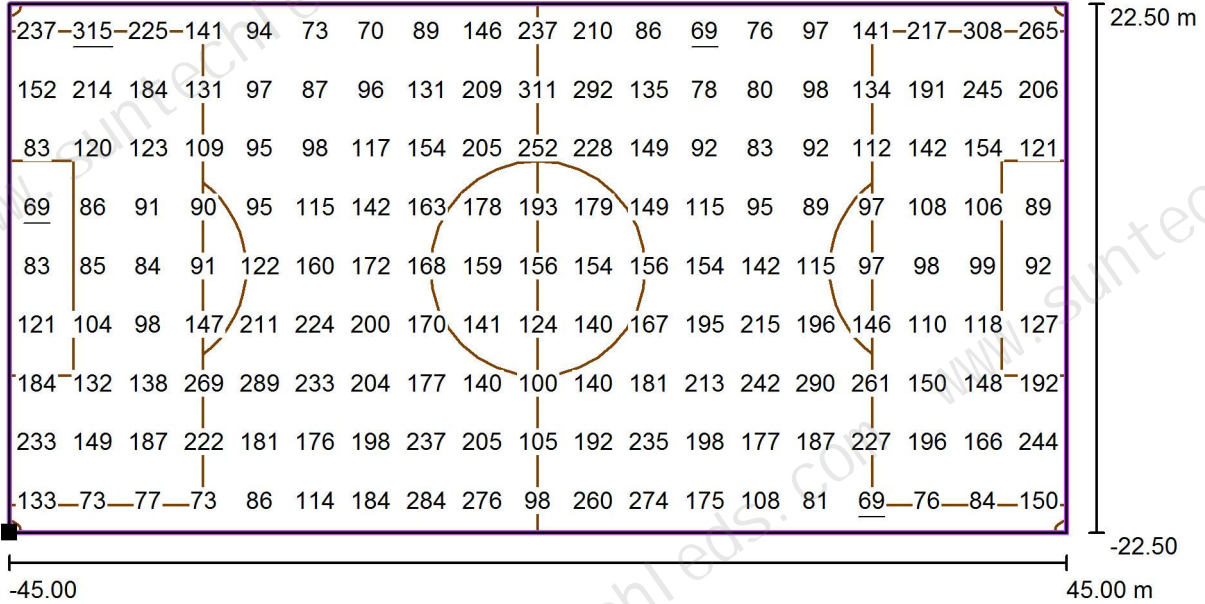 237 315 225 141 94 73 70 89 146 237 210 86 69 76 97 141 217 308 265 22.50 m
152 214 184 131 97 87 96 131 209 311 292 135 78 80 98 134 191 245 206
83 120 123 109 95 98 117 154 205 252 228 149 92 83 92 112 142 154 121
69 86 91 90 95 115 142 163 178 193 179 149 115 95 89 97 108 106 89
83 85 84 91 122 160 172 168 159 156 154 156 154 142 115 97 98 99 92
121 104 98 147 211 224 200 170 141 124 140 167 195 215 196 146 110 118 127
184 132 138 269 289 233 204 177 140 100 140 181 213 242 290 261 150 148 192
233 149 187 222 181 176 198 237 205 105 192 235 198 177 187 227 196 166 244
133 73 77 73 86 114 184 284 276 98 260 274 175 108 81 69 76 84 150
-22.50
-45.00 45.00 m
www.suntechleds.com